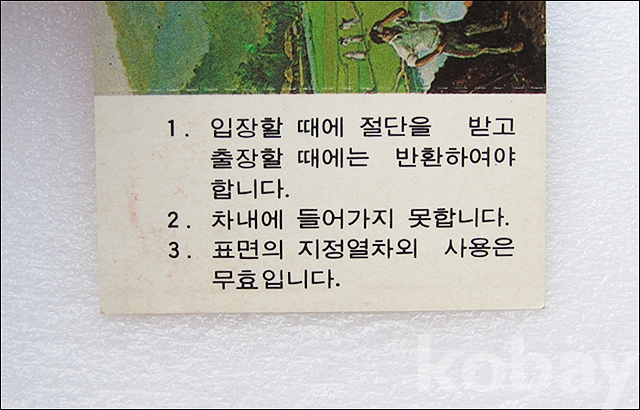 1. 입장할 때에 절단을 받고
출장할 때에는 반환하여야
합니다.
2. 차내에 들어가지 못합니다.
3. 표면의 지정열차외 사용은
무효입니다.
kobay